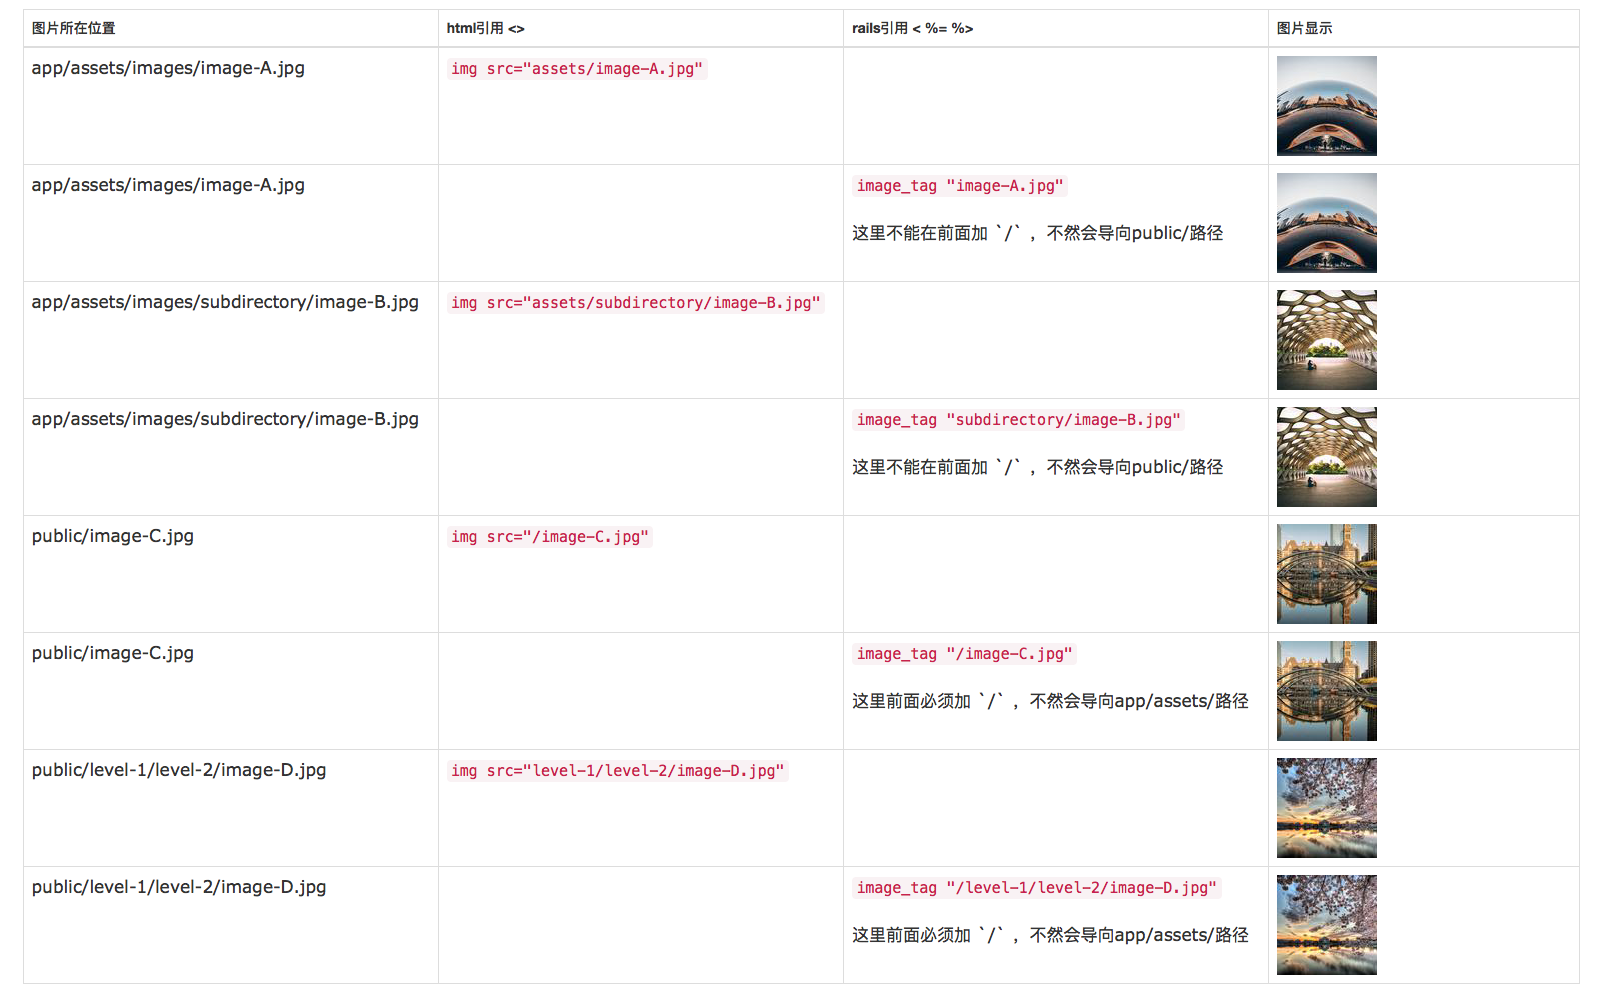 图片所在位置 html引用 <> rails引用 < %= %> 图片显示
app/assets/images/image-A.jpg img src="assets/image-A.jpg"
app/assets/images/image-A.jpg image_tag "image-A.jpg"
这里不能在前面加 `/` ，不然会导向public/路径
app/assets/images/subdirectory/image-B.jpg img src="assets/subdirectory/image-B.jpg"
app/assets/images/subdirectory/image-B.jpg image_tag "subdirectory/image-B.jpg"
这里不能在前面加 `/` ，不然会导向public/路径
public/image-C.jpg img src="/image-C.jpg"
public/image-C.jpg image_tag "/image-C.jpg"
这里前面必须加 `/` ，不然会导向app/assets/路径
public/level-1/level-2/image-D.jpg img src="level-1/level-2/image-D.jpg"
public/level-1/level-2/image-D.jpg image_tag "/level-1/level-2/image-D.jpg"
这里前面必须加 `/` ，不然会导向app/assets/路径